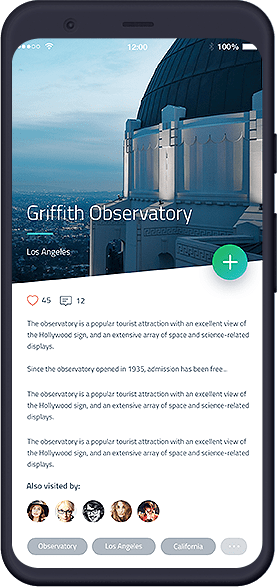 12:00
100%
Griffith Observatory
Los Angeles
45
12
The observatory is a popular tourist attraction with an excellent view of
the Hollywood sign, and an extensive array of space and science-related
displays.
Since the observatory opened in 1935, admission has been free...
The observatory is a popular tourist attraction with an excellent view of
the Hollywood sign, and an extensive array of space and science-related
displays.
The observatory is a popular tourist attraction with an excellent view of
the Hollywood sign, and an extensive array of space and science-related
displays.
Also visited by:
Observatory
Los Angeles
California